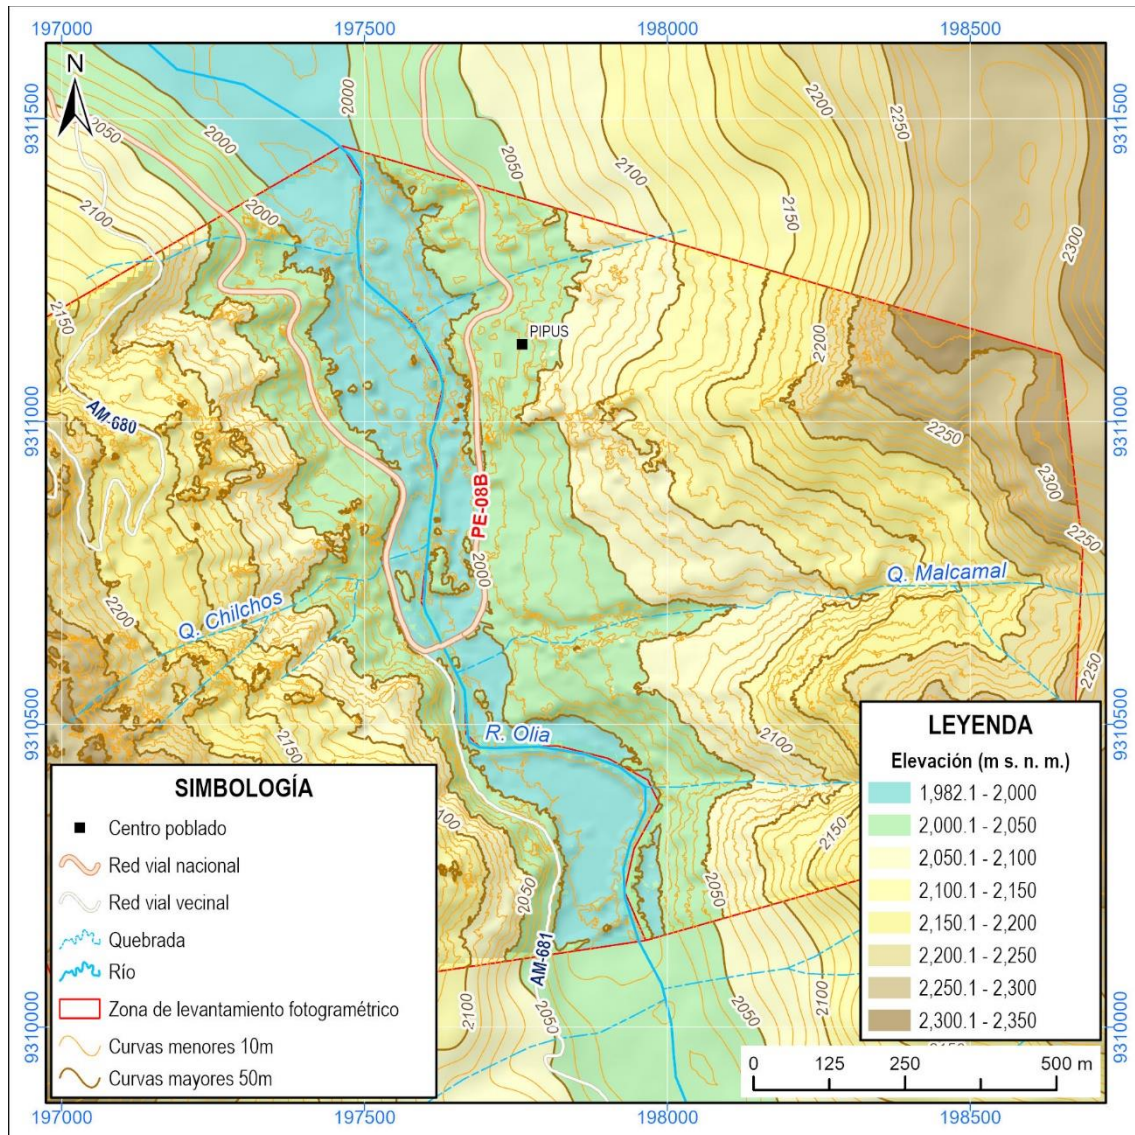 197000 197500 198000 198500
N
9311500
9311500
2050
2000
2000
2050
2100
2200
2250
2100
2000
2150
2300
2150
PIPUS
2200
AM-680
2250
9311000
9311000
PE-08B
2300
2250
2000
Q. Malcamal
Q. Chilchos
2200
2250
R. Olia
9310500
9310500
2150
2100
2150
2100
2050
2050
AM-681
2100
2050
2050
2100
2150
9310000
9310000
SIMBOLOGÍA
Centro poblado
Red vial nacional
Red vial vecinal
Quebrada
Río
Zona de levantamiento fotogramétrico
Curvas menores 10m
Curvas mayores 50m
LEYENDA
Elevación (m s. n. m.)
1,982.1 - 2,000
2,000.1 - 2,050
2,050.1 - 2,100
2,100.1 - 2,150
2,150.1 - 2,200
2,200.1 - 2,250
2,250.1 - 2,300
2,300.1 - 2,350
0 125 250 500 m
197000 197500 198000 198500